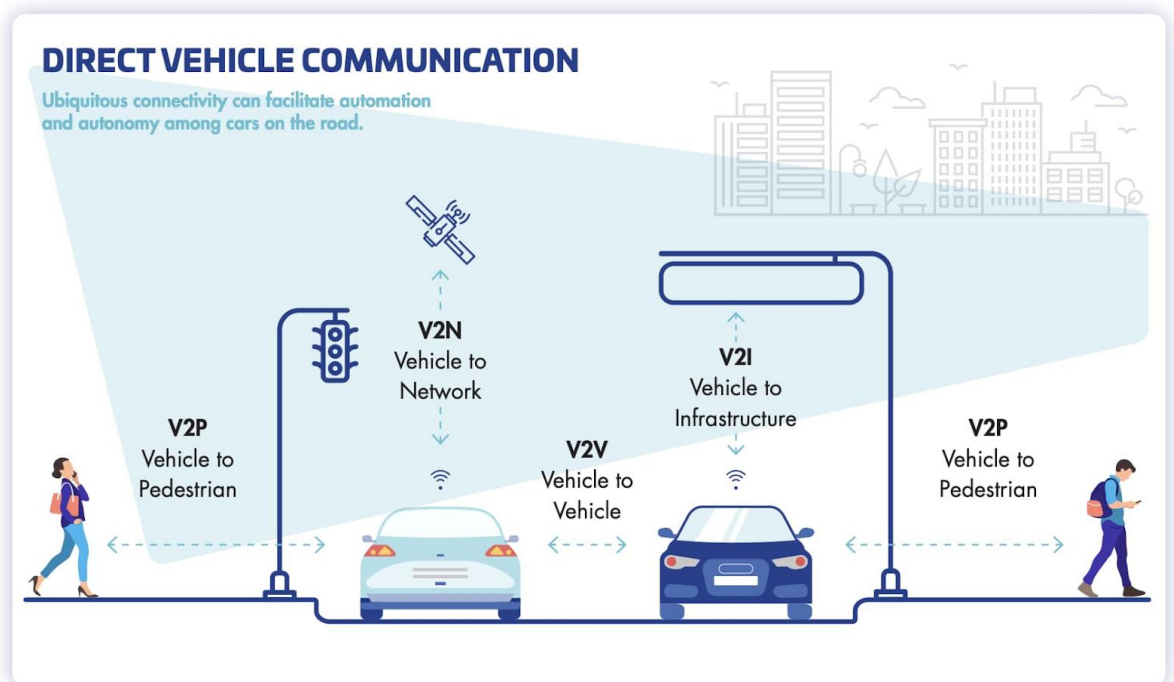 DIRECT VEHICLE COMMUNICATION
Ubiquitous connectivity can facilitate automation
and autonomy among cars on the road.
V2N
Vehicle to
Network
V2I
Vehicle to
Infrastructure
V2P
Vehicle to
Pedestrian
V2V
Vehicle to
Vehicle
V2P
Vehicle to
Pedestrian